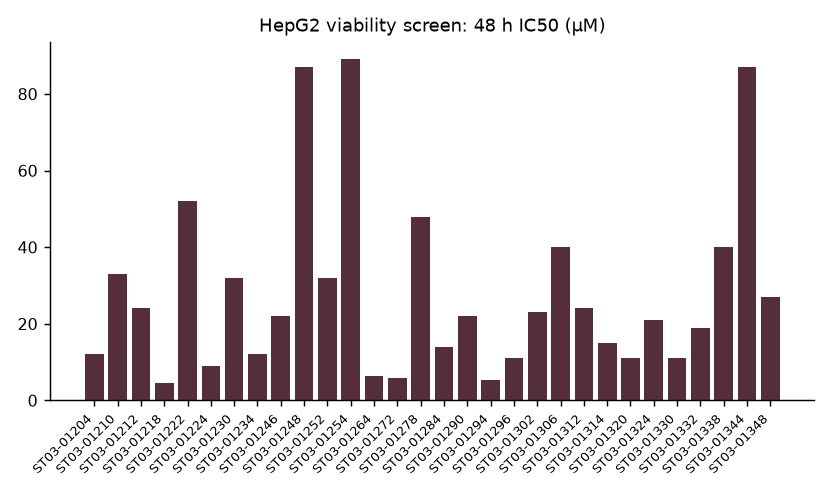 HepG2 viability screen: 48 h IC50 (µM)
80
60
40
20
0
ST03-01204
ST03-01210
ST03-01212
ST03-01218
ST03-01222
ST03-01224
ST03-01230
ST03-01234
ST03-01246
ST03-01248
ST03-01252
ST03-01254
ST03-01264
ST03-01272
ST03-01278
ST03-01284
ST03-01290
ST03-01294
ST03-01296
ST03-01302
ST03-01306
ST03-01312
ST03-01314
ST03-01320
ST03-01324
ST03-01330
ST03-01332
ST03-01338
ST03-01344
ST03-01348